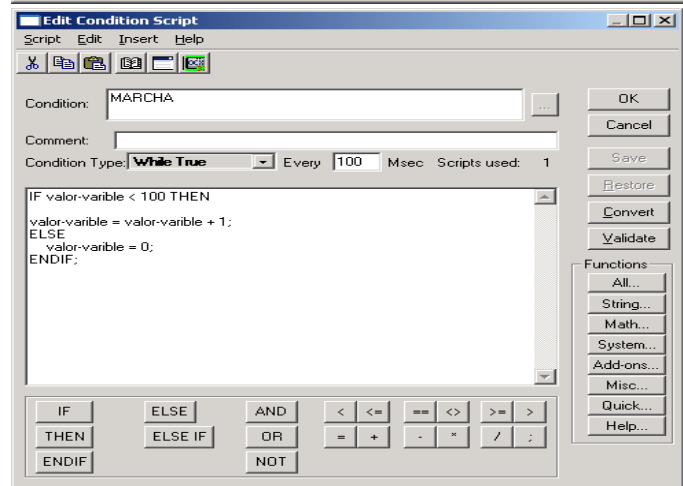 Edit Condition Script
Script Edit Insert Help
Condition: MARCHA ... OK
Cancel
Comment:
Condition Type: While True Every 100 Msec Scripts used: 1 Save
Restore
IF valor-varible < 100 THEN
Convert
valor-varible = valor-varible + 1;
ELSE
valor-varible = 0;
Validate
ENDIF;
Functions
All...
String...
Math...
System...
Add-ons...
Misc...
Quick...
Help...
IF ELSE AND < <= == <> >= >
THEN ELSE IF OR = + - * / ;
ENDIF NOT